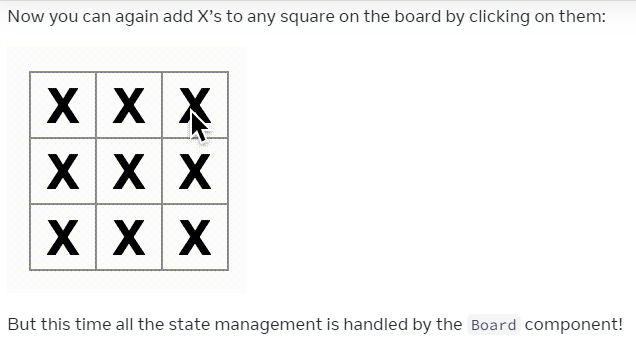 Now you can again add X’s to any square on the board by clicking on them:
X X X
X X X
X X X
But this time all the state management is handled by the Board component!